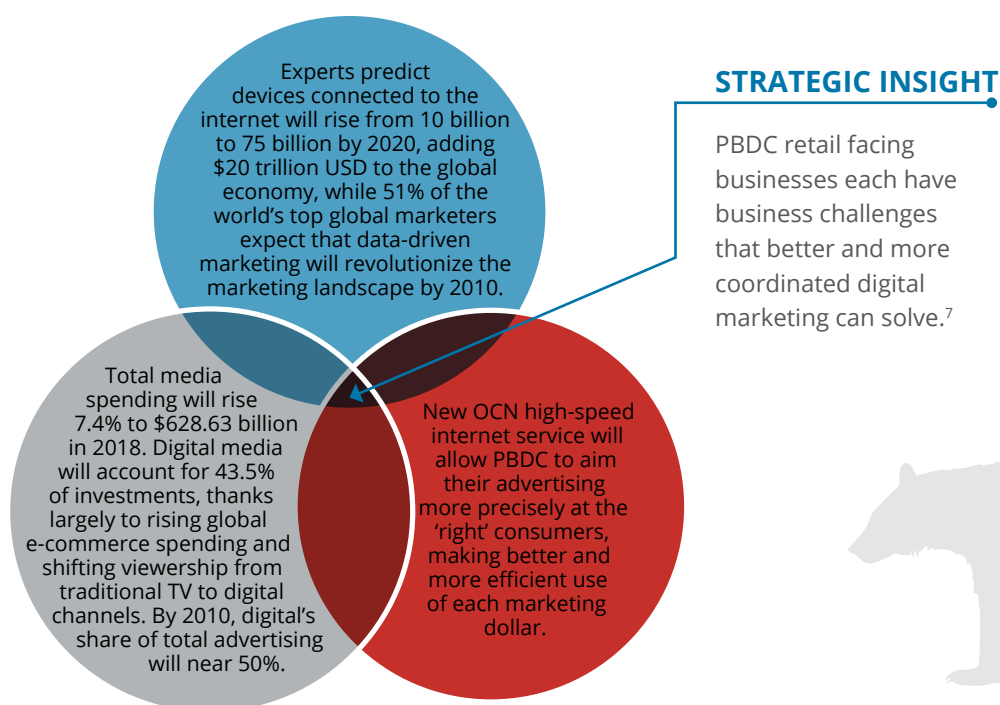 Experts predict
devices connected to the
internet will rise from 10 billion
to 75 billion by 2020, adding
$20 trillion USD to the global
economy, while 51% of the
world’s top global marketers
expect that data-driven
marketing will revolutionize the
marketing landscape by 2010.
STRATEGIC INSIGHT
PBDC retail facing
businesses each have
business challenges
that better and more
coordinated digital
marketing can solve.7
Total media
spending will rise
7.4% to $628.63 billion
in 2018. Digital media
will account for 43.5%
of investments, thanks
largely to rising global
e-commerce spending and
shifting viewership from
traditional TV to digital
channels. By 2010, digital’s
share of total advertising
will near 50%.
New OCN high-speed
internet service will
allow PBDC to aim
their advertising
more precisely at the
‘right’ consumers,
making better and
more efficient use
of each marketing
dollar.